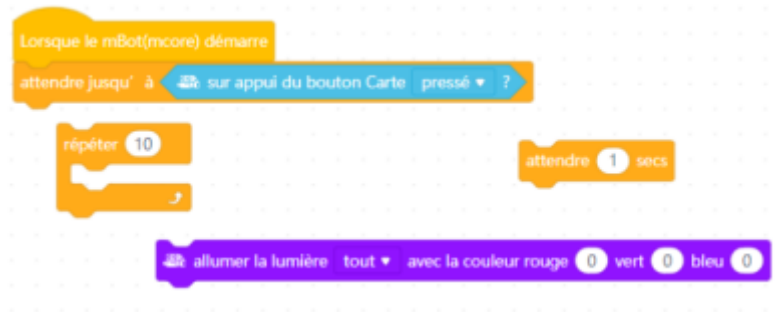 Lorsque le mBot(mcore) démarre
attendre jusqu' à sur appui du bouton Carte pressé ?
répéter 10
attendre 1 secs
allumer la lumière tout avec la couleur rouge 0 vert 0 bleu 0